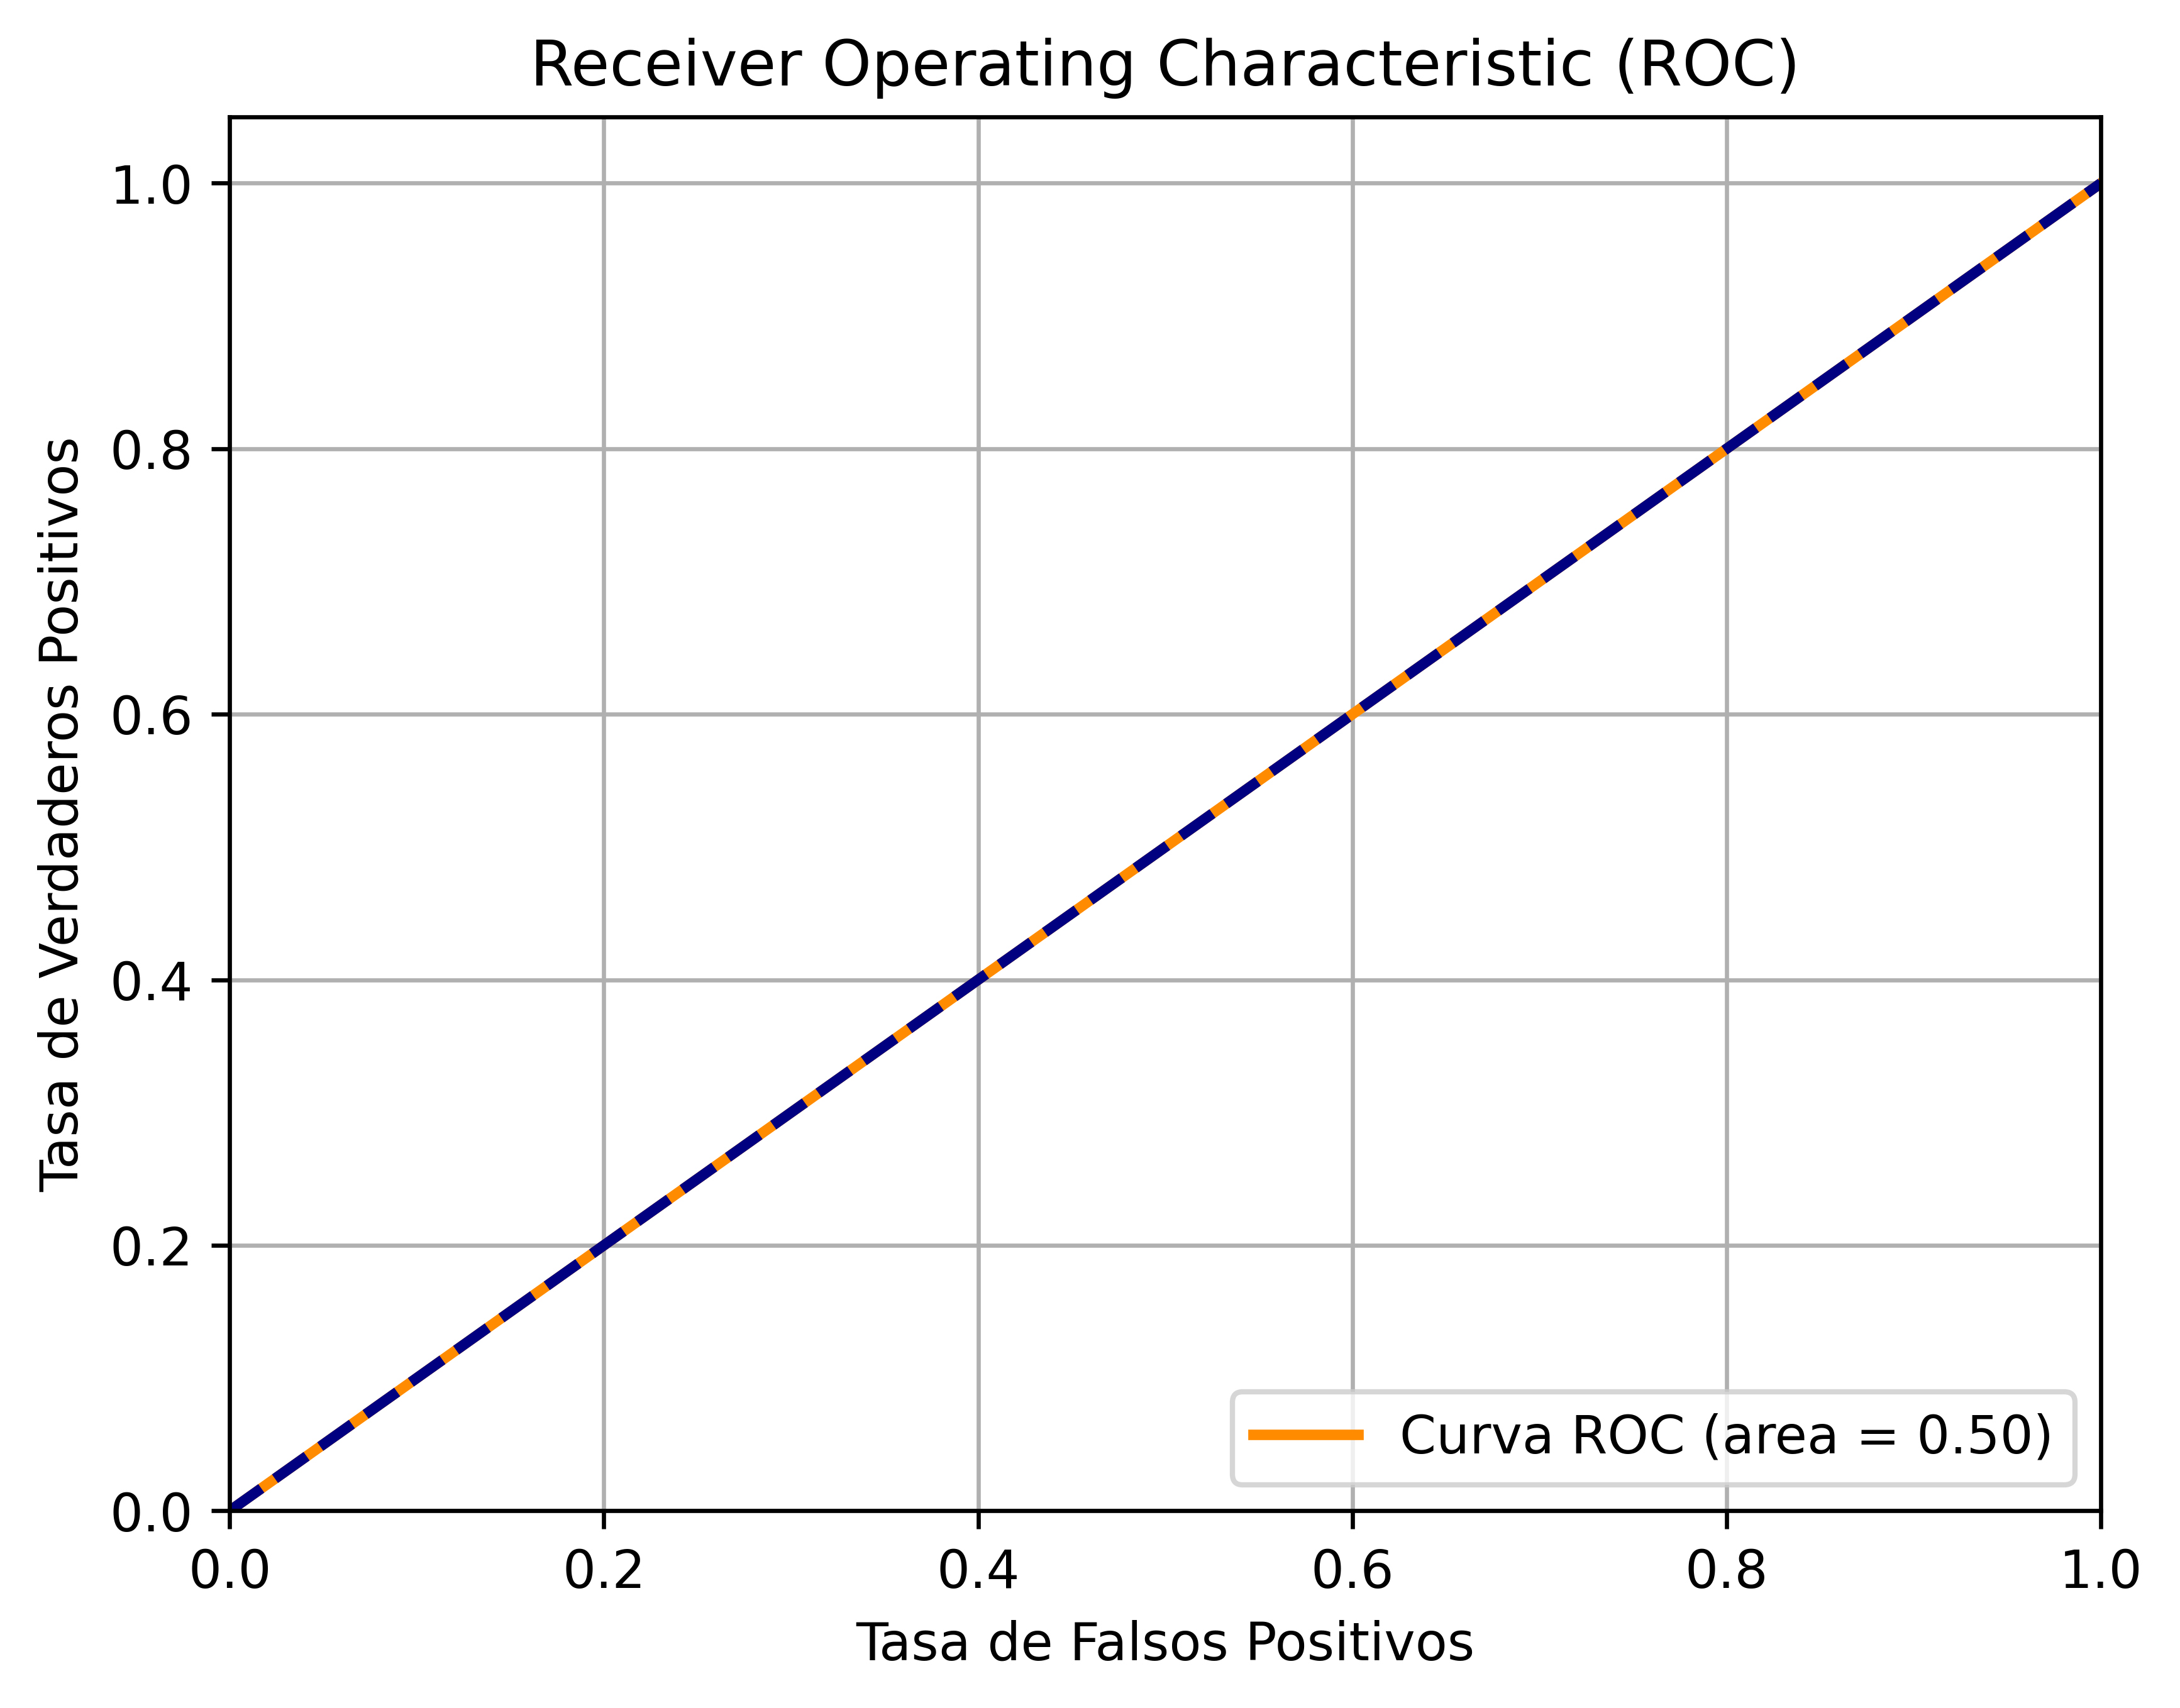 Receiver Operating Characteristic (ROC)
Tasa de Verdaderos Positivos
1.0
0.8
0.6
0.4
0.2
0.0
Curva ROC (area = 0.50)
0.0 0.2 0.4 0.6 0.8 1.0
Tasa de Falsos Positivos